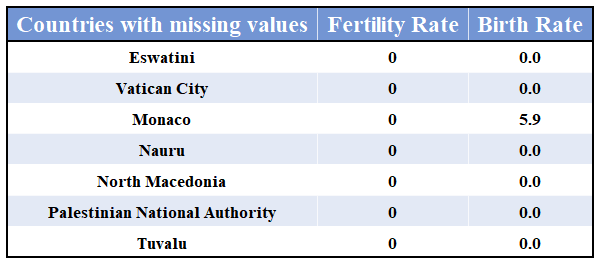 Countries with missing values Fertility Rate Birth Rate
Eswatini 0 0.0
Vatican City 0 0.0
Monaco 0 5.9
Nauru 0 0.0
North Macedonia 0 0.0
Palestinian National Authority 0 0.0
Tuvalu 0 0.0